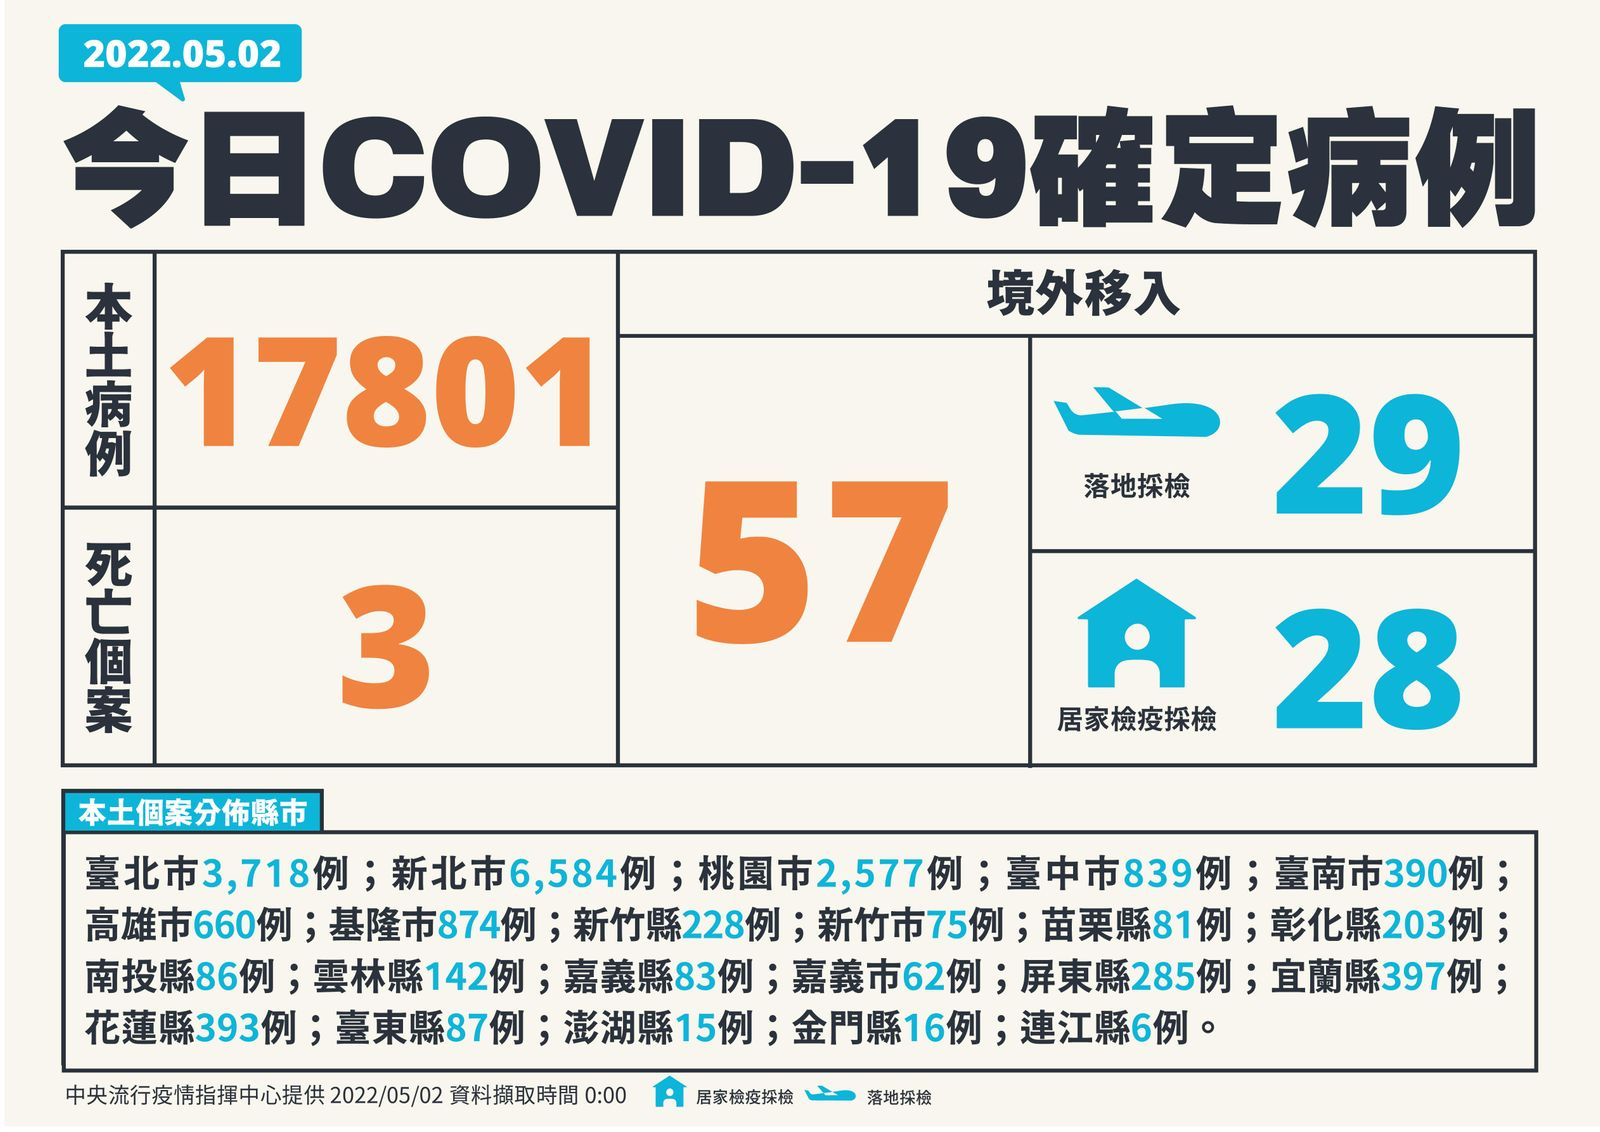 2022.05.02
今日COVID-19確定病例
本土病例
17801
死亡個案
3
境外移入
57
落地採檢
29
居家檢疫採檢
28
本土個案分佈縣市
臺北市3,718例；新北市6,584例；桃園市2,577例；臺中市839例；臺南市390例；
高雄市660例；基隆市874例；新竹縣228例；新竹市75例；苗栗縣81例；彰化縣203例；
南投縣86例；雲林縣142例；嘉義縣83例；嘉義市62例；屏東縣285例；宜蘭縣397例；
花蓮縣393例；臺東縣87例；澎湖縣15例；金門縣16例；連江縣6例。
中央流行疫情指揮中心提供 2022/05/02 資料擷取時間 0:00 居家檢疫採檢 落地採檢